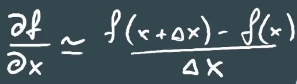 ∂f/∂x ≃ (f(x+Δx) - f(x))/Δx